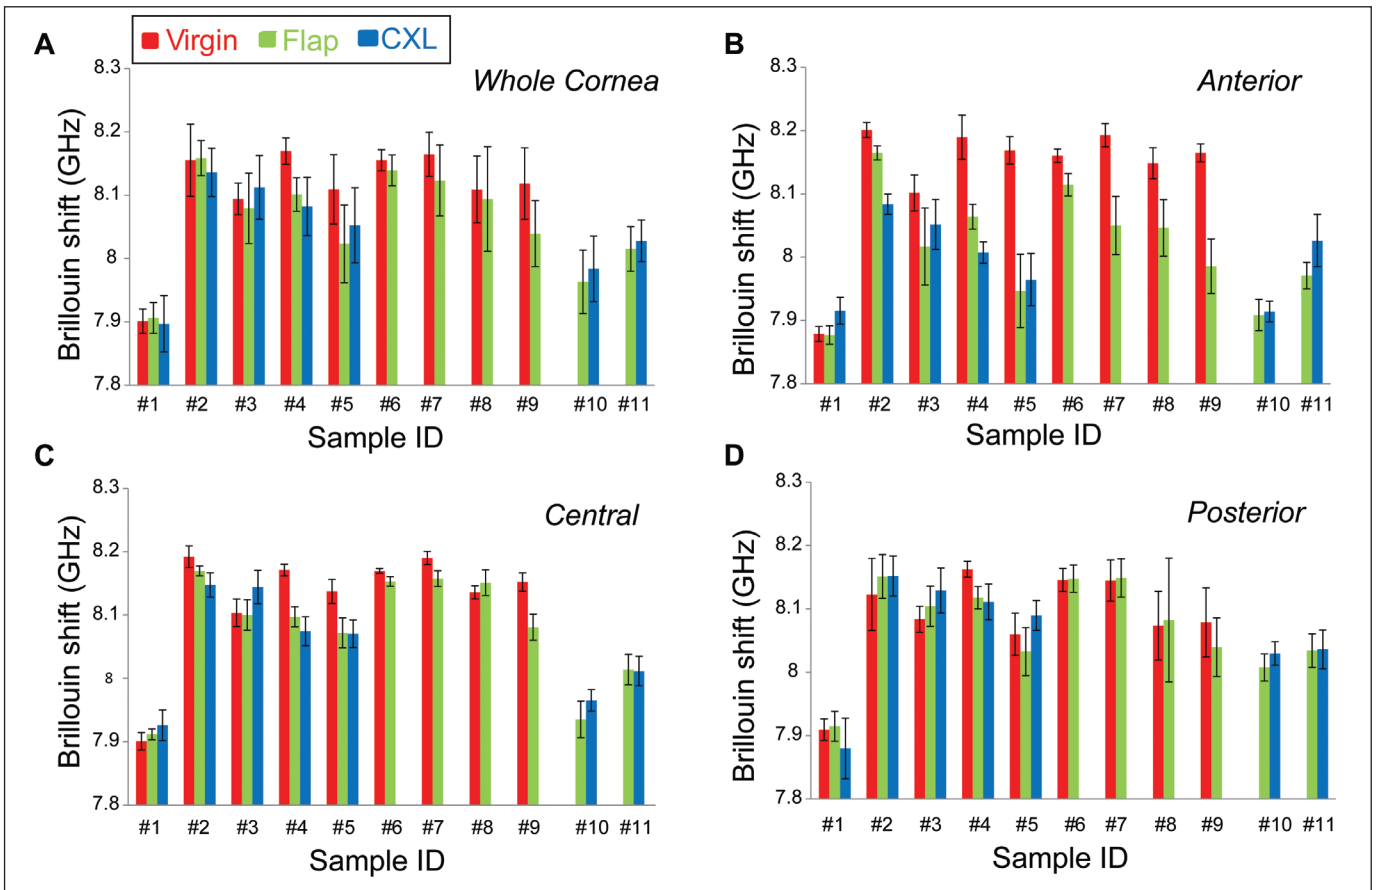 A
Virgin Flap CXL
Whole Cornea
Brillouin shift (GHz)
8.3
8.2
8.1
8
7.9
7.8
#1 #2 #3 #4 #5 #6 #7 #8 #9 #10 #11
Sample ID
B
Anterior
Brillouin shift (GHz)
8.3
8.2
8.1
8
7.9
7.8
#1 #2 #3 #4 #5 #6 #7 #8 #9 #10 #11
Sample ID
C
Central
Brillouin shift (GHz)
8.3
8.2
8.1
8
7.9
7.8
#1 #2 #3 #4 #5 #6 #7 #8 #9 #10 #11
Sample ID
D
Posterior
Brillouin shift (GHz)
8.3
8.2
8.1
8
7.9
7.8
#1 #2 #3 #4 #5 #6 #7 #8 #9 #10 #11
Sample ID